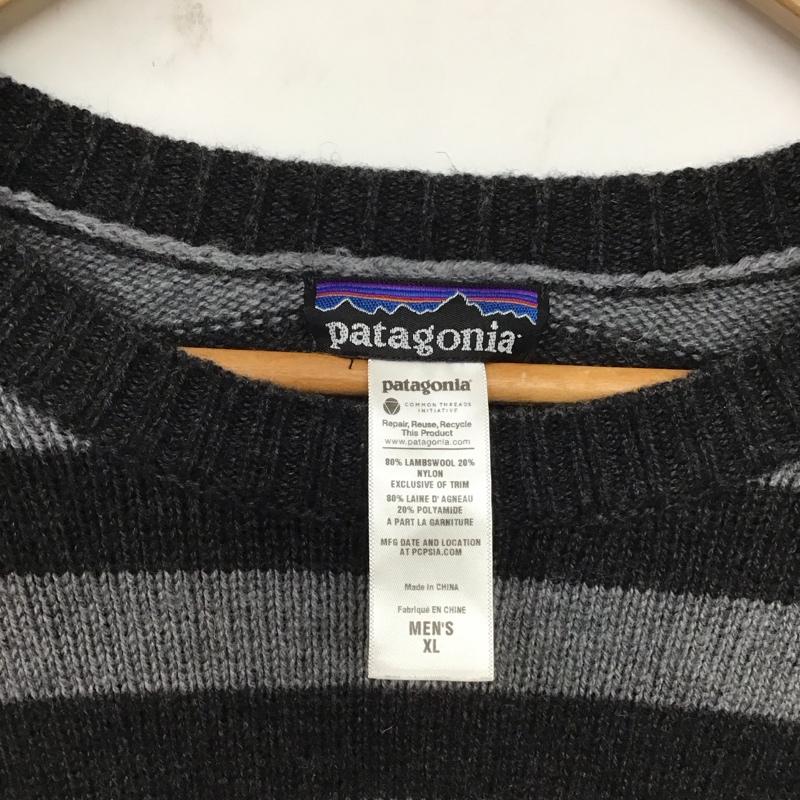 patagonia
patagonia
COMMON THREADS
INITIATIVE
Repair, Reuse, Recycle
This Product
www.patagonia.com
80% LAMBSWOOL 20%
NYLON
EXCLUSIVE OF TRIM
80% LAINE D'AGNEAU
20% POLYAMIDE
A PART LA GARNITURE
MFG DATE AND LOCATION
AT PCPSIA.COM
Made in CHINA
Fabriqué EN CHINE
MEN'S
XL